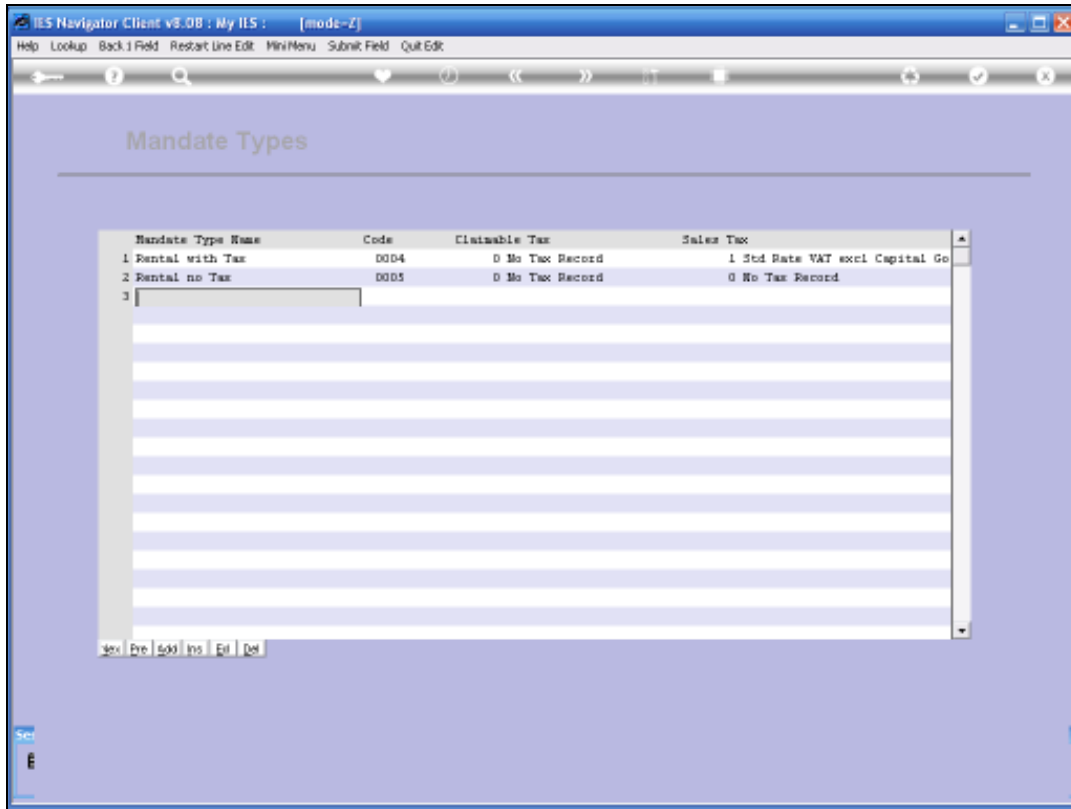 IES Navigator Client v8.08 : My IES : [mode=Z]
Help Lookup Back 1 Field Restart Line Edit MiniMenu Submit Field Quit Edit
Mandate Types
Mandate Type Name Code Claimable Tax Sales Tax
1 Rental with Tax 0004 0 No Tax Record 1 Std Rate VAT excl Capital Go
2 Rental no Tax 0005 0 No Tax Record 0 No Tax Record
3
Nex Pre Add Ins Del